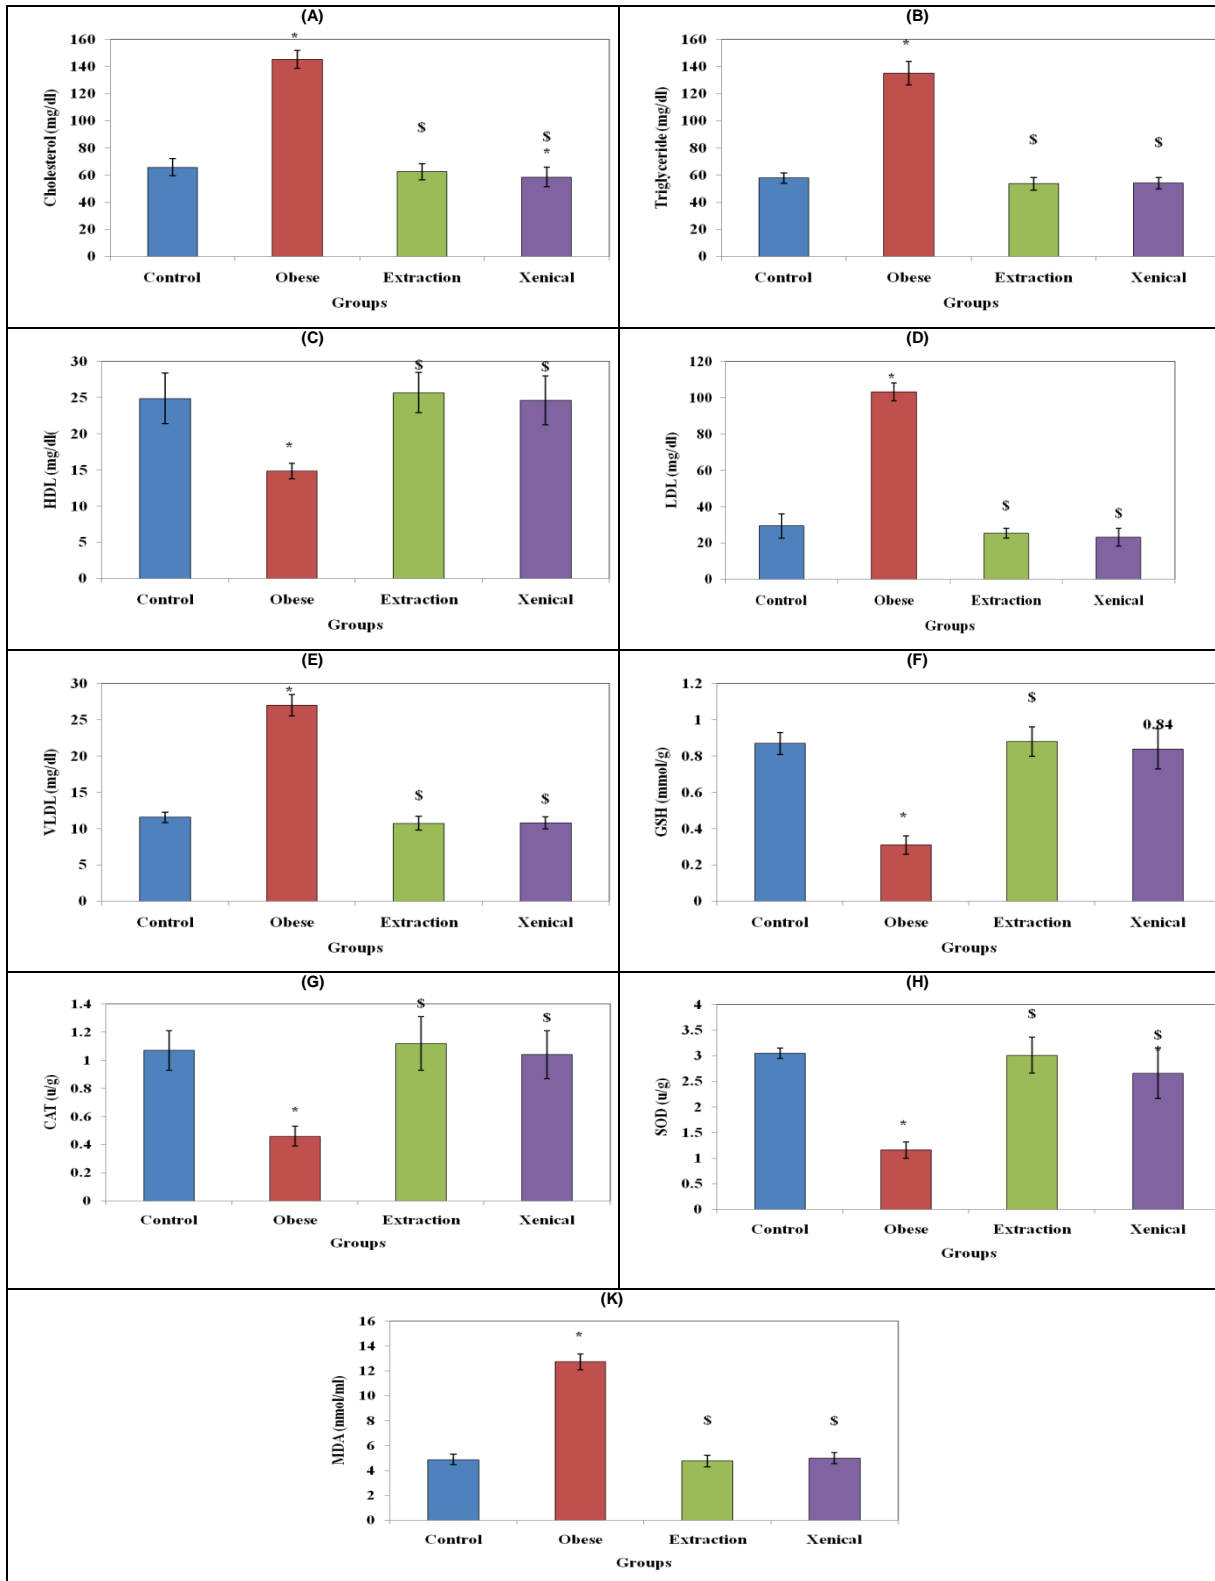 (A)
Cholesterol (mg/dl)
160
140
120
100
80
60
40
20
0
*
$
$
*
Control Obese Extraction Xenical
Groups
(B)
Triglyceride (mg/dl)
160
140
120
100
80
60
40
20
0
*
$
$
Control Obese Extraction Xenical
Groups
(C)
HDL (mg/dl(
30
25
20
15
10
5
0
*
$
$
Control Obese Extraction Xenical
Groups
(D)
LDL (mg/dl)
120
100
80
60
40
20
0
*
$
$
Control Obese Extraction Xenical
Groups
(E)
VLDL (mg/dl)
30
25
20
15
10
5
0
*
$
$
Control Obese Extraction Xenical
Groups
(F)
GSH (mmol/g)
1.2
1
0.8
0.6
0.4
0.2
0
*
$
0.84
Control Obese Extraction Xenical
Groups
(G)
CAT (u/g)
1.4
1.2
1
0.8
0.6
0.4
0.2
0
*
$
$
Control Obese Extraction Xenical
Groups
(H)
SOD (u/g)
4
3.5
3
2.5
2
1.5
1
0.5
0
*
$
$
*
Control Obese Extraction Xenical
Groups
(K)
MDA (nmol/ml)
16
14
12
10
8
6
4
2
0
*
$
$
Control Obese Extraction Xenical
Groups